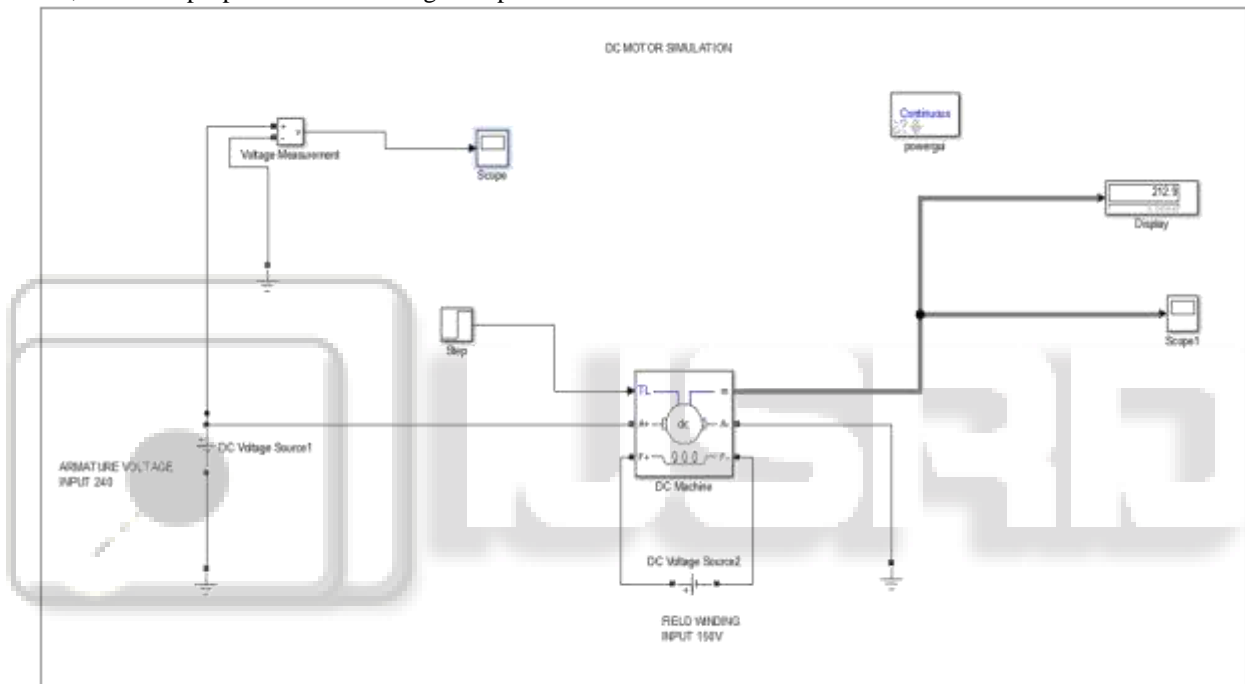 DC MOTOR SIMULATION
Continuous
powergui
+
-
v
Voltage Measurement
Scope
212.9
Display
Step
Scope1
TL
m
A+
dc
A-
F+
F-
DC Machine
DC Voltage Source1
ARMATURE VOLTAGE
INPUT 240
DC Voltage Source2
+
FIELD WINDING
INPUT 150V
IJSRD